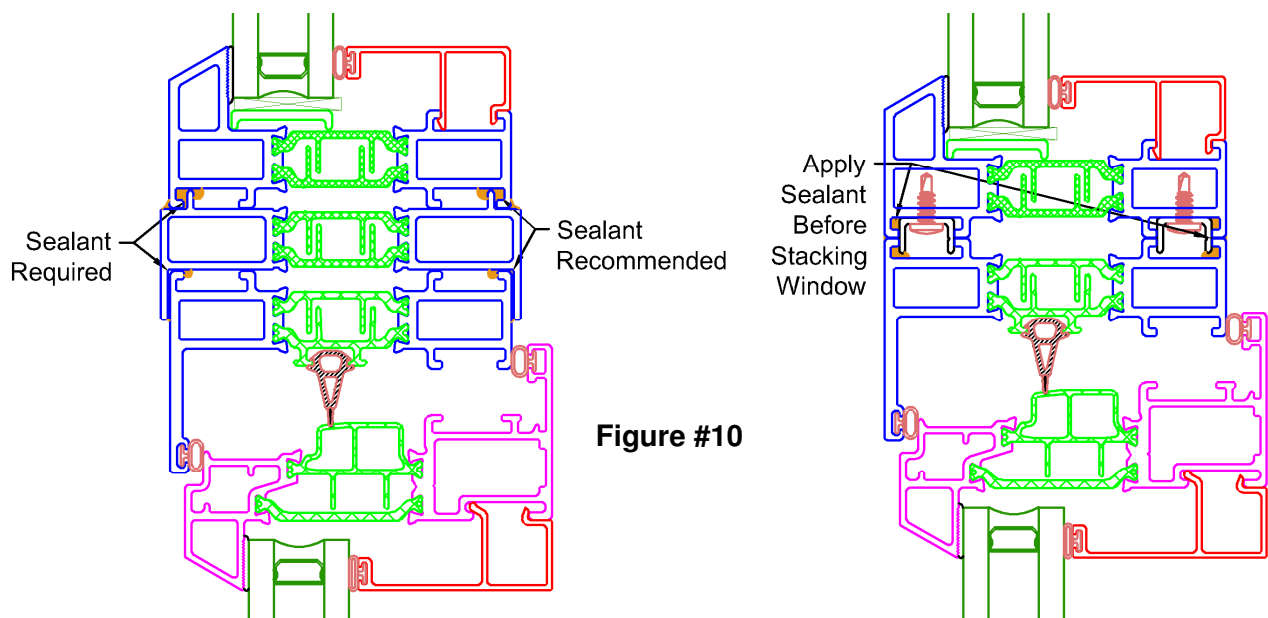 Sealant
Required
Sealant
Recommended
Figure #10
Apply
Sealant
Before
Stacking
Window